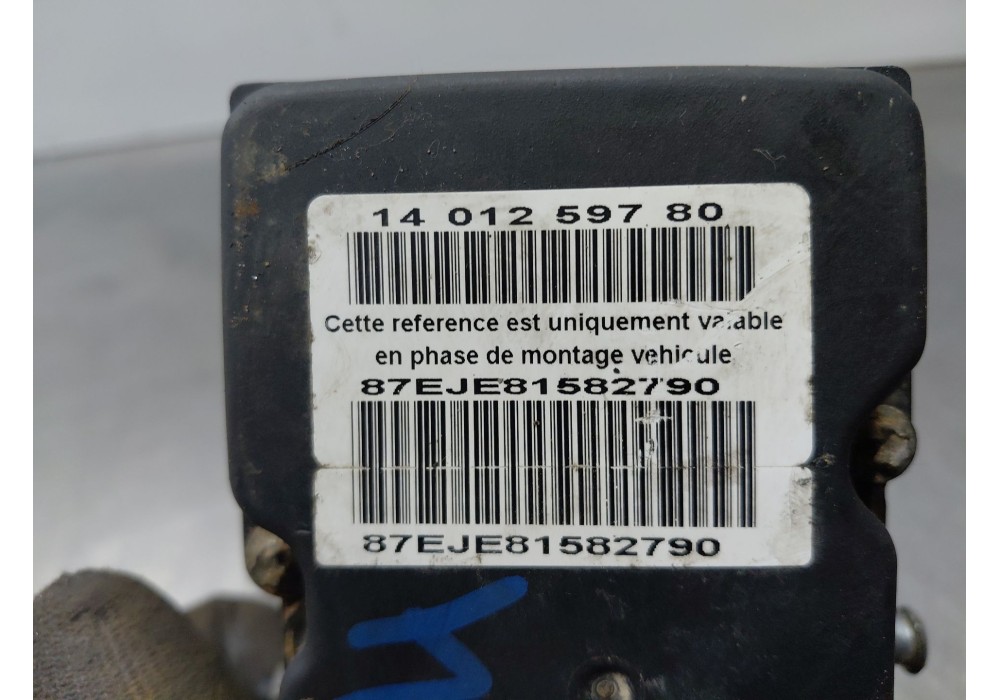 14 012 597 80
Cette reference est uniquement valable
en phase de montage vehicule
87EJE81582790
87EJE81582790